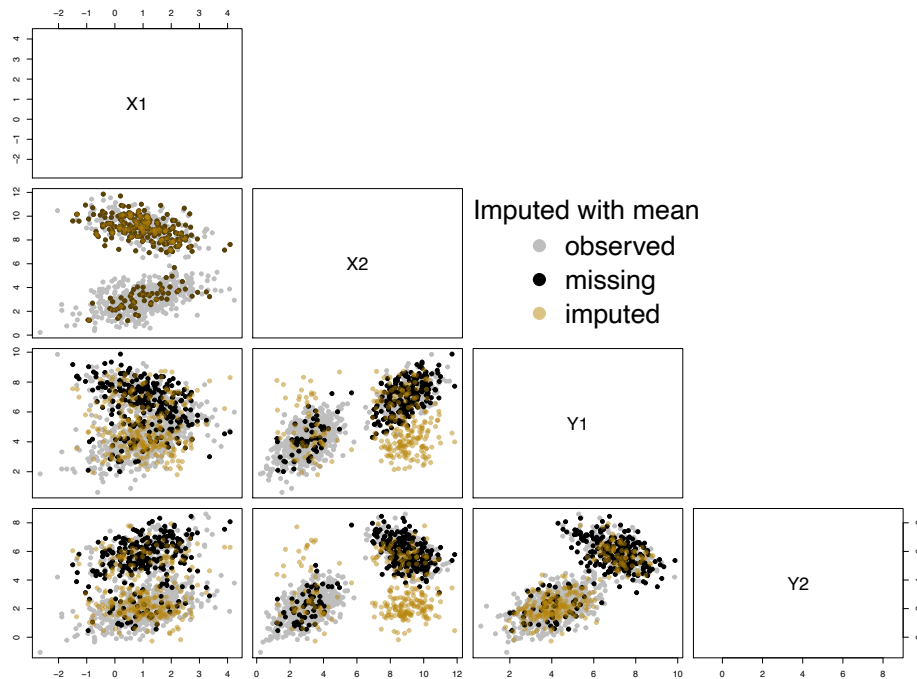 −2 −1 0 1 2 3 4
−2 −1 0 1 2 3 4
X1
0 2 4 6 8 10 12
X2
Imputed with mean
observed
missing
imputed
2 4 6 8 10
Y1
0 2 4 6 8
Y2
−2 −1 0 1 2 3 4
0 2 4 6 8 10 12
2 4 6 8 10
0 2 4 6 8